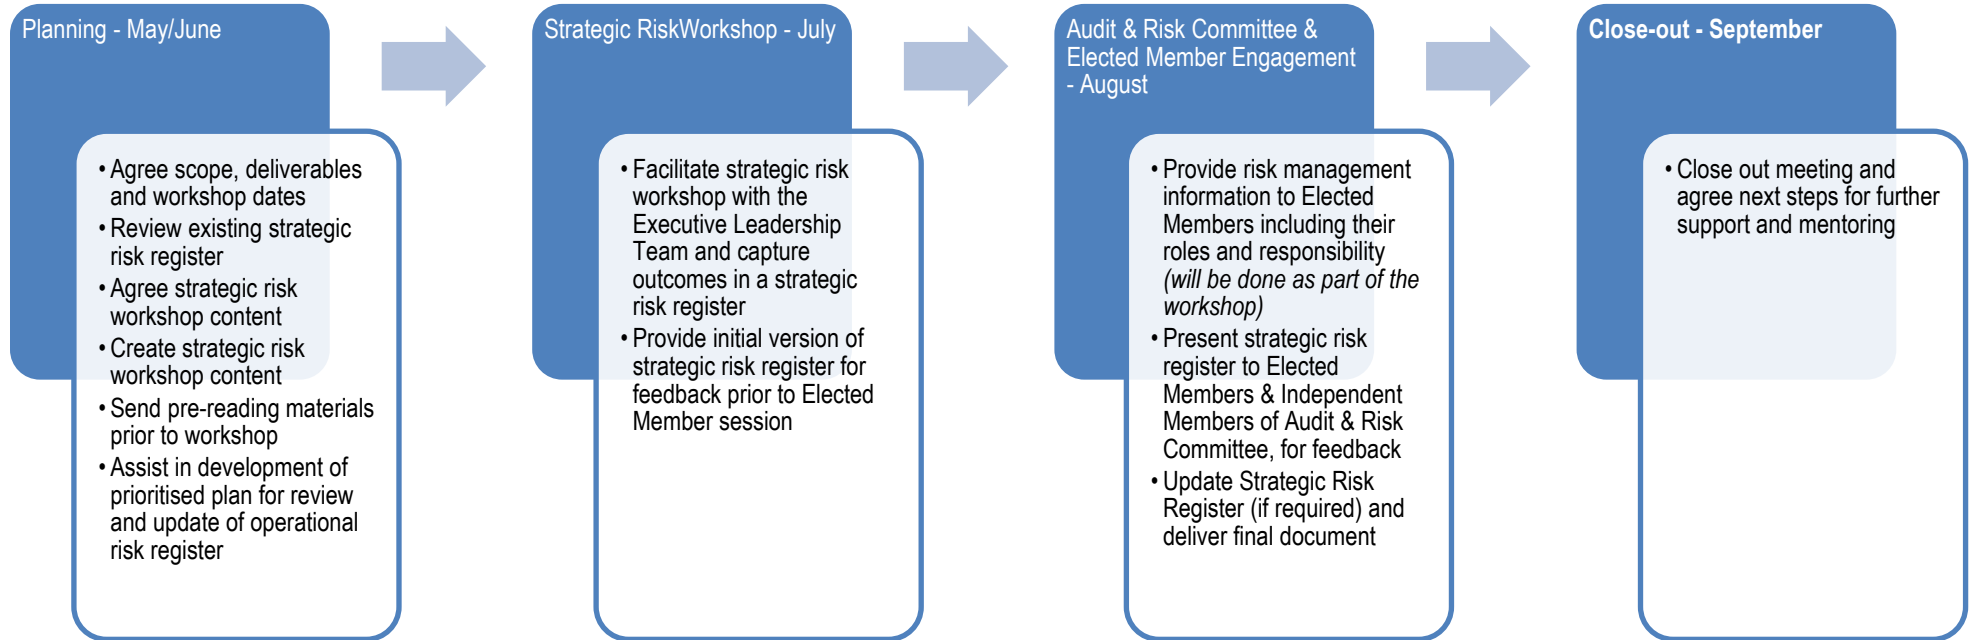 Planning - May/June
• Agree scope, deliverables
and workshop dates
• Review existing strategic
risk register
• Agree strategic risk
workshop content
• Create strategic risk
workshop content
• Send pre-reading materials
prior to workshop
• Assist in development of
prioritised plan for review
and update of operational
risk register
Strategic RiskWorkshop - July
• Facilitate strategic risk
workshop with the
Executive Leadership
Team and capture
outcomes in a strategic
risk register
• Provide initial version of
strategic risk register for
feedback prior to Elected
Member session
Audit & Risk Committee &
Elected Member Engagement
- August
• Provide risk management
information to Elected
Members including their
roles and responsibility
(will be done as part of the
workshop)
• Present strategic risk
register to Elected
Members & Independent
Members of Audit & Risk
Committee, for feedback
• Update Strategic Risk
Register (if required) and
deliver final document
Close-out - September
• Close out meeting and
agree next steps for further
support and mentoring